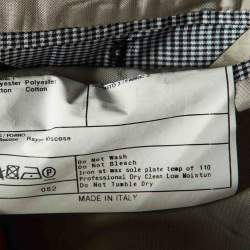 Polyester
Cotton
Polyester
Cotton
Do Not Wash
Do Not Bleach
Iron at max sole plate temp of 110
Professional Dry Clean Low Moisture
Do Not Tumble Dry
082
MADE IN ITALY